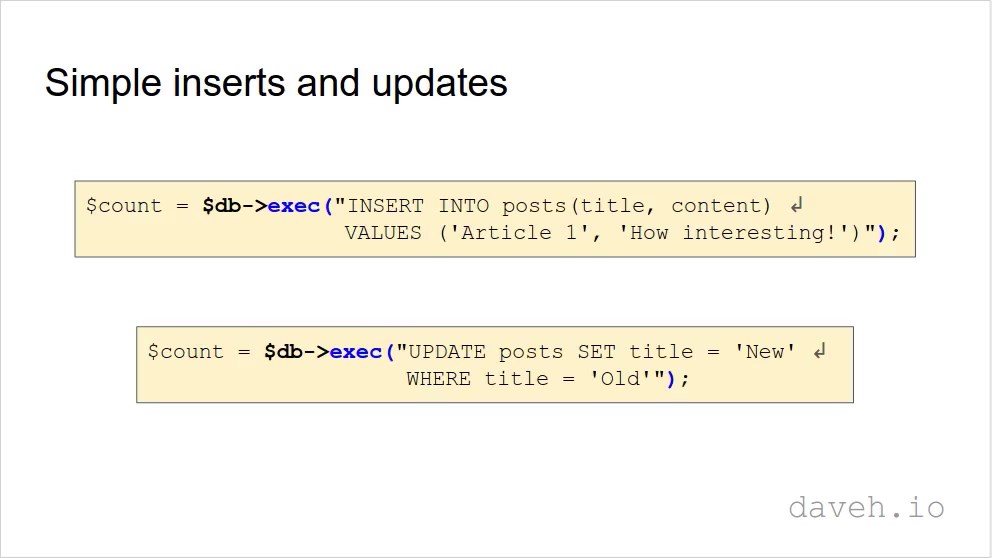 Simple inserts and updates
$count = $db->exec("INSERT INTO posts(title, content) ↲
VALUES ('Article 1', 'How interesting!')");
$count = $db->exec("UPDATE posts SET title = 'New' ↲
WHERE title = 'Old'");
daveh.io